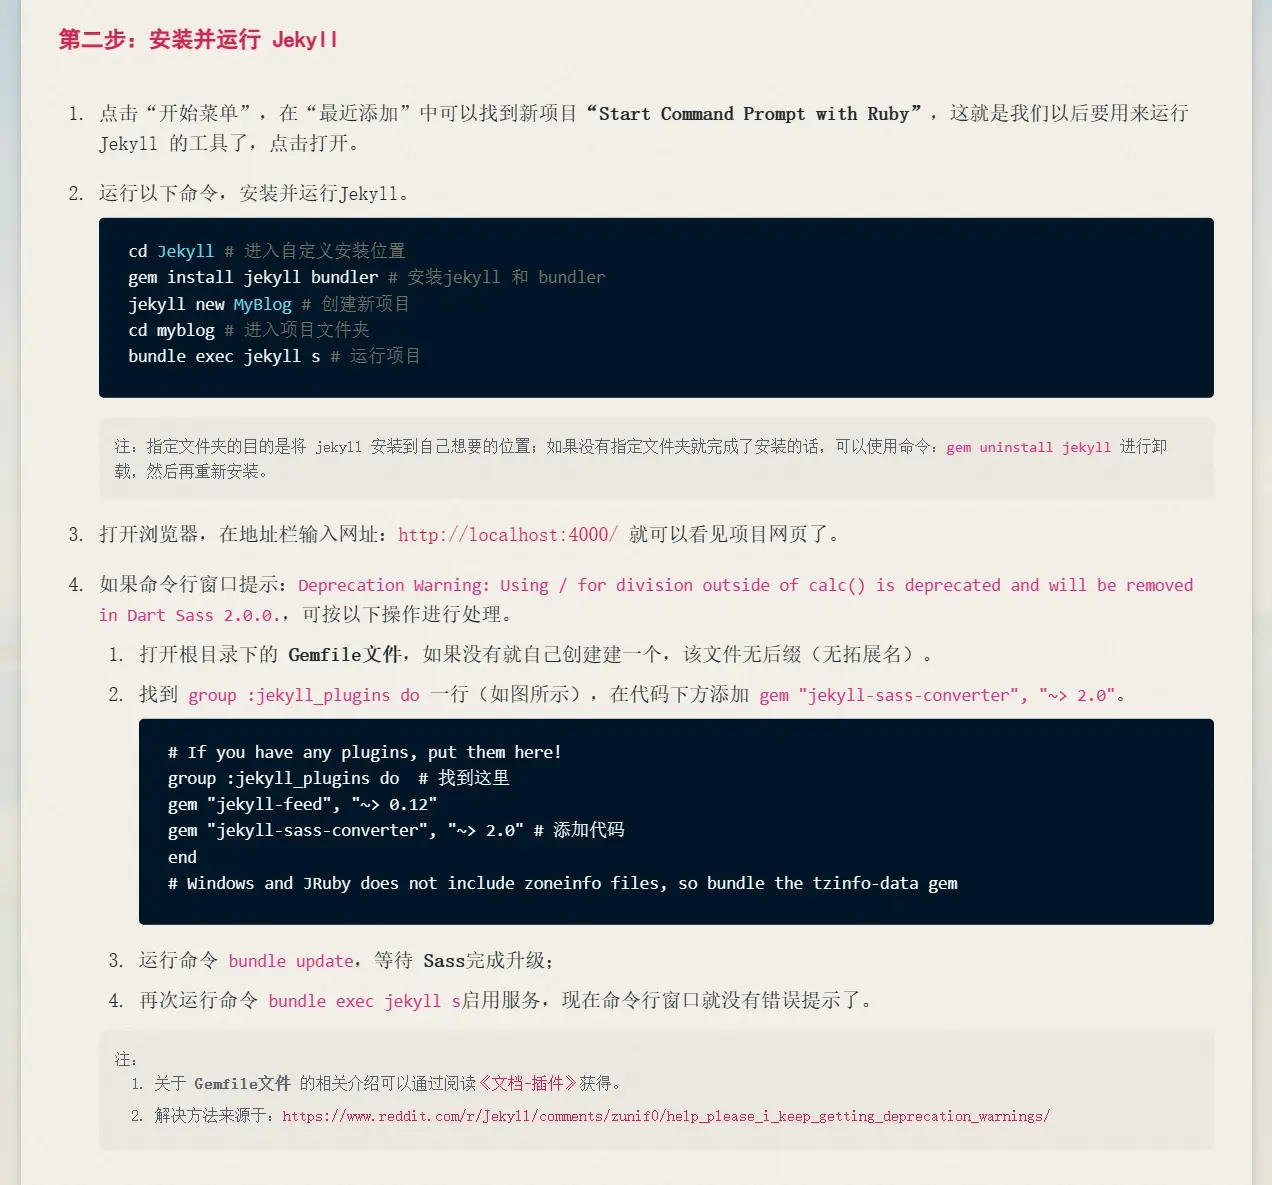 第二步：安装并运行 Jekyll
1. 点击“开始菜单”，在“最近添加”中可以找到新项目“Start Command Prompt with Ruby”，这就是我们以后要用来运行
Jekyll 的工具了，点击打开。
2. 运行以下命令，安装并运行Jekyll。
cd Jekyll # 进入自定义安装位置
gem install jekyll bundler # 安装jekyll 和 bundler
jekyll new MyBlog # 创建新项目
cd myblog # 进入项目文件夹
bundle exec jekyll s # 运行项目
注：指定文件夹的目的是将 jekyll 安装到自己想要的位置；如果没有指定文件夹就完成了安装的话，可以使用命令：gem uninstall jekyll 进行卸
载，然后再重新安装。
3. 打开浏览器，在地址栏输入网址：http://localhost:4000/ 就可以看见项目网页了。
4. 如果命令行窗口提示：Deprecation Warning: Using / for division outside of calc() is deprecated and will be removed
in Dart Sass 2.0.0.，可按以下操作进行处理。
1. 打开根目录下的 Gemfile文件，如果没有就自己创建建一个，该文件无后缀（无拓展名）。
2. 找到 group :jekyll_plugins do 一行（如图所示），在代码下方添加 gem "jekyll-sass-converter", "~> 2.0"。
# If you have any plugins, put them here!
group :jekyll_plugins do  # 找到这里
gem "jekyll-feed", "~> 0.12"
gem "jekyll-sass-converter", "~> 2.0" # 添加代码
end
# Windows and JRuby does not include zoneinfo files, so bundle the tzinfo-data gem
3. 运行命令 bundle update，等待 Sass完成升级；
4. 再次运行命令 bundle exec jekyll s启用服务，现在命令行窗口就没有错误提示了。
注：
1. 关于 Gemfile文件 的相关介绍可以通过阅读《文档-插件》获得。
2. 解决方法来源于：https://www.reddit.com/r/Jekyll/comments/zunif0/help_please_i_keep_getting_deprecation_warnings/